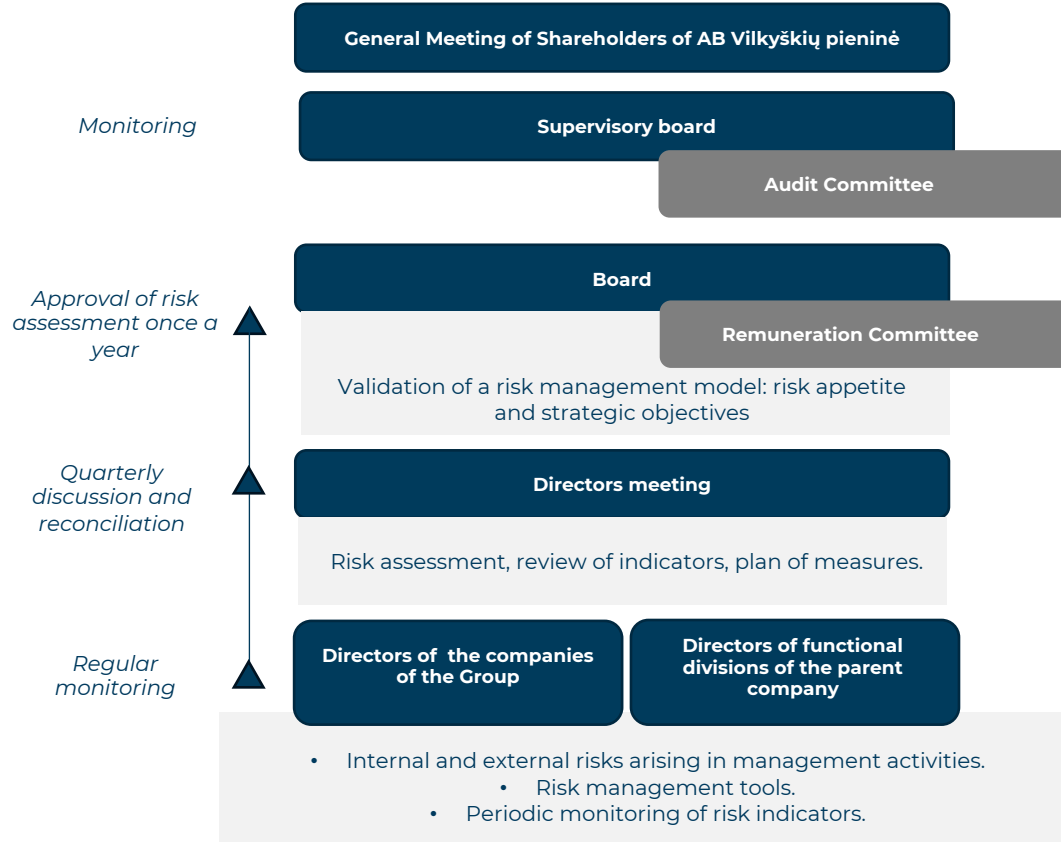 General Meeting of Shareholders of AB Vilkyškių pieninė
Monitoring
Supervisory board
Audit Committee
Board
Approval of risk
assessment once a
year
Remuneration Committee
Validation of a risk management model: risk appetite
and strategic objectives
Quarterly
discussion and
reconciliation
Directors meeting
Risk assessment, review of indicators, plan of measures.
Regular
monitoring
Directors of the companies
of the Group
Directors of functional
divisions of the parent
company
• Internal and external risks arising in management activities.
• Risk management tools.
• Periodic monitoring of risk indicators.